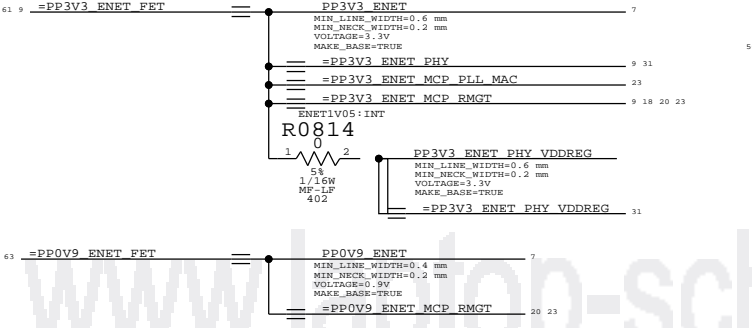 61 9 =PP3V3_ENET_FET PP3V3_ENET 7
MIN_LINE_WIDTH=0.6 mm
MIN_NECK_WIDTH=0.2 mm
VOLTAGE=3.3V
MAKE_BASE=TRUE
5
=PP3V3_ENET_PHY 9 31
=PP3V3_ENET_MCP_PLL_MAC 23
=PP3V3_ENET_MCP_RMGT 9 18 20 23
ENET1V05:INT
R0814
0
1 2
5%
1/16W
MF-LF
402
PP3V3_ENET_PHY_VDDREG
MIN_LINE_WIDTH=0.6 mm
MIN_NECK_WIDTH=0.2 mm
VOLTAGE=3.3V
MAKE_BASE=TRUE
=PP3V3_ENET_PHY_VDDREG 31
63 =PP0V9_ENET_FET PP0V9_ENET 7
MIN_LINE_WIDTH=0.4 mm
MIN_NECK_WIDTH=0.2 mm
VOLTAGE=0.9V
MAKE_BASE=TRUE
=PP0V9_ENET_MCP_RMGT 20 23
www.laptop-sch